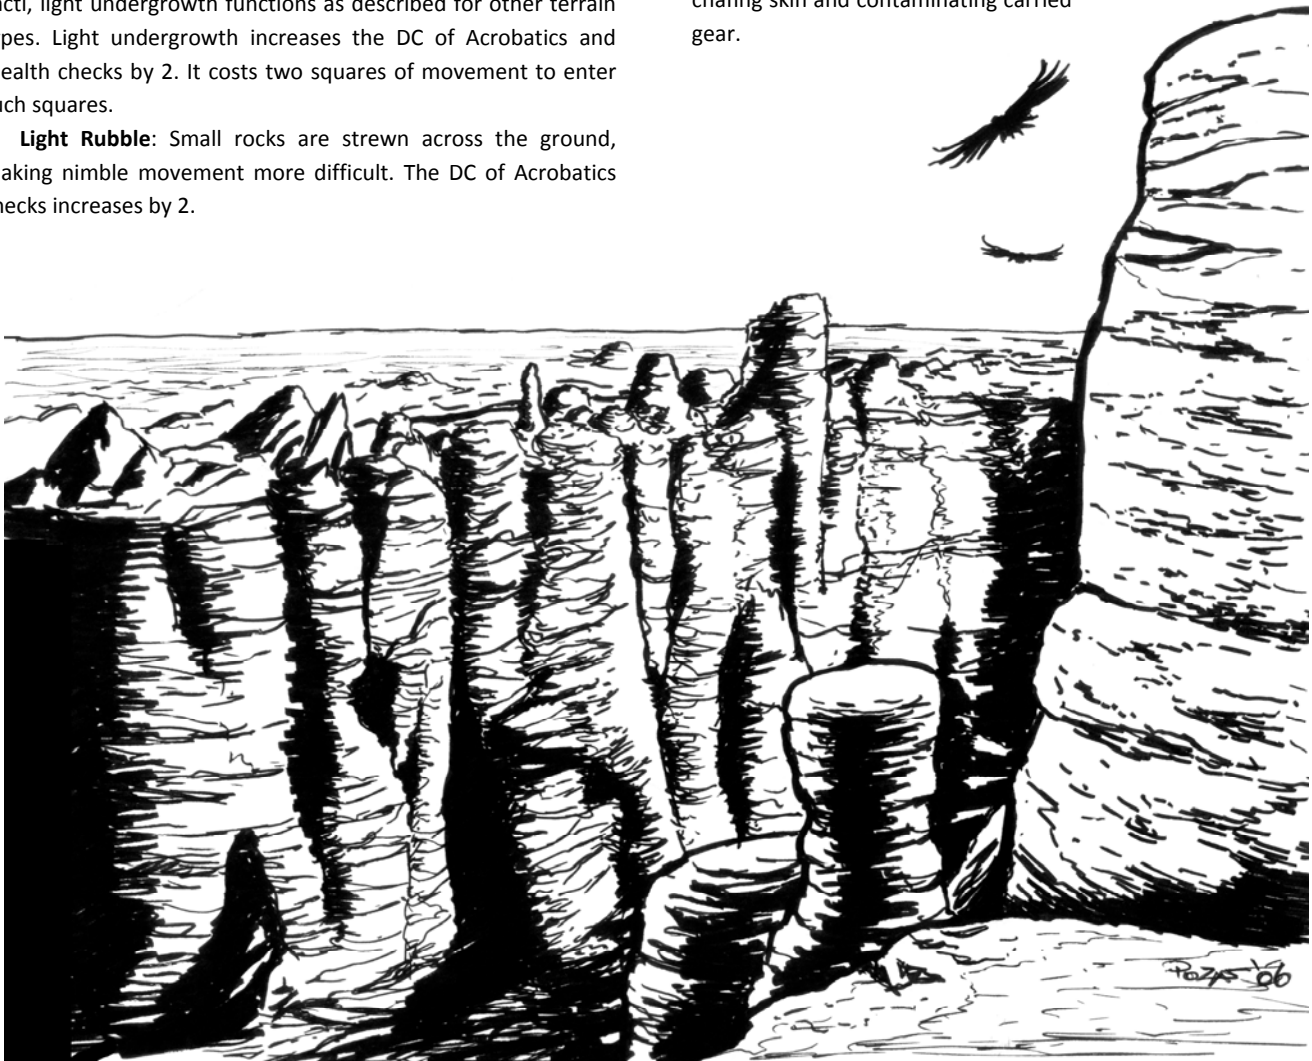 acti, light undergrowth functions as described for other terrain
ypes. Light undergrowth increases the DC of Acrobatics and
ealth checks by 2. It costs two squares of movement to enter
uch squares.
Light Rubble: Small rocks are strewn across the ground,
aking nimble movement more difficult. The DC of Acrobatics
hecks increases by 2.
chafing skin and contaminating carried
gear.
Pozas '06